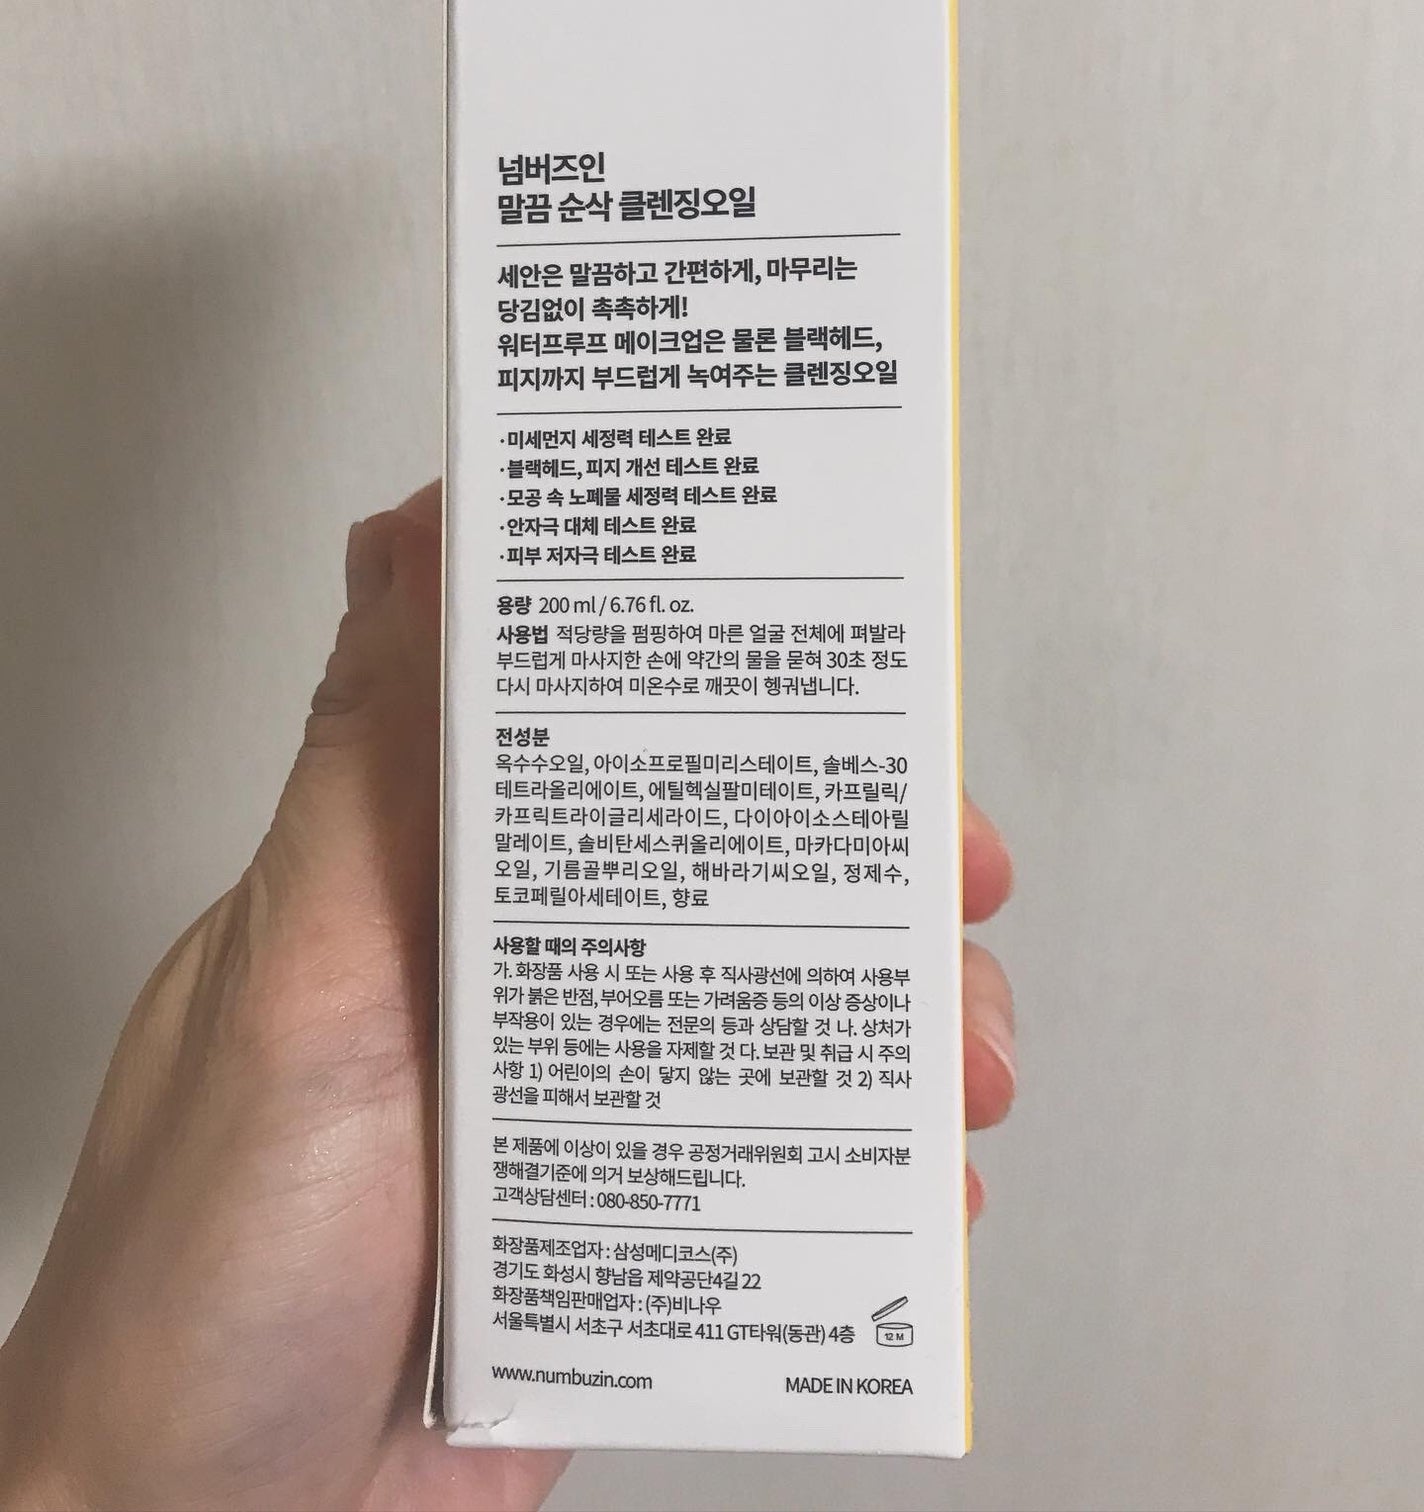 넘버즈인
말끔 순삭 클렌징오일
세안은 말끔하고 간편하게, 마무리는
당김없이 촉촉하게!
워터프루프 메이크업은 물론 블랙헤드,
피지까지 부드럽게 녹여주는 클렌징오일
·미세먼지 세정력 테스트 완료
·블랙헤드, 피지 개선 테스트 완료
·모공 속 노폐물 세정력 테스트 완료
·안자극 대체 테스트 완료
·피부 저자극 테스트 완료
용량 200 ml / 6.76 fl. oz.
사용법 적당량을 펌핑하여 마른 얼굴 전체에 펴발라
부드럽게 마사지한 손에 약간의 물을 묻혀 30초 정도
다시 마사지하여 미온수로 깨끗이 헹궈냅니다.
전성분
옥수수오일, 아이소프로필미리스테이트, 솔베스-30
테트라올리에이트, 에틸헥실팔미테이트, 카프릴릭/
카프릭트라이글리세라이드, 다이아이소스테아릴
말레이트, 솔비탄세스퀴올리에이트, 마카다미아씨
오일, 기름골뿌리오일, 해바라기씨오일, 정제수,
토코페릴아세테이트, 향료
사용할 때의 주의사항
가. 화장품 사용 시 또는 사용 후 직사광선에 의하여 사용부
위가 붉은 반점, 부어오름 또는 가려움증 등의 이상 증상이나
부작용이 있는 경우에는 전문의 등과 상담할 것 나. 상처가
있는 부위 등에는 사용을 자제할 것 다. 보관 및 취급 시 주의
사항 1) 어린이의 손이 닿지 않는 곳에 보관할 것 2) 직사
광선을 피해서 보관할 것
본 제품에 이상이 있을 경우 공정거래위원회 고시 소비자분
쟁해결기준에 의거 보상해드립니다.
고객상담센터 : 080-850-7771
화장품제조업자 : 삼성메디코스(주)
경기도 화성시 향남읍 제약공단4길 22
화장품책임판매업자 : (주)비나우
서울특별시 서초구 서초대로 411 GT타워(동관) 4층
12 M
www.numbuzin.com
MADE IN KOREA